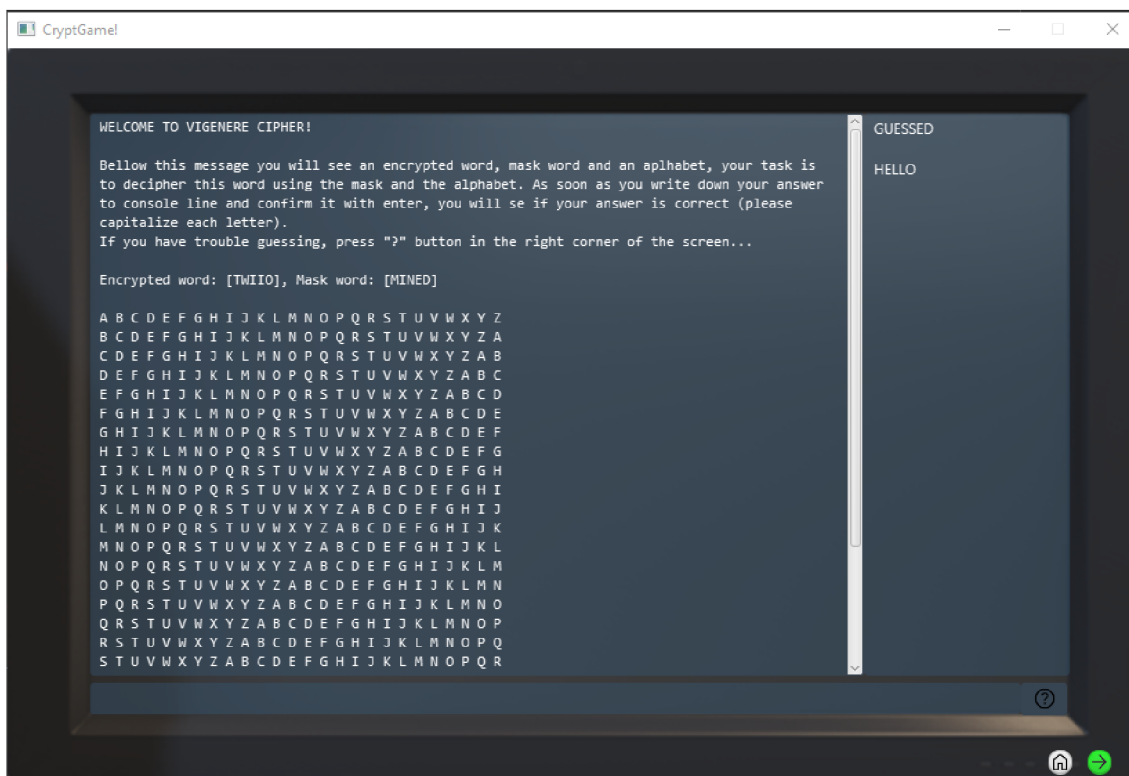 CryptGame!
WELCOME TO VIGENERE CIPHER!
Bellow this message you will see an encrypted word, mask word and an aplhabet, your task is
to decipher this word using the mask and the alphabet. As soon as you write down your answer
to console line and confirm it with enter, you will se if your answer is correct (please
capitalize each letter).
If you have trouble guessing, press "?" button in the right corner of the screen...
Encrypted word: [TWIIO], Mask word: [MINED]
A B C D E F G H I J K L M N O P Q R S T U V W X Y Z
B C D E F G H I J K L M N O P Q R S T U V W X Y Z A
C D E F G H I J K L M N O P Q R S T U V W X Y Z A B
D E F G H I J K L M N O P Q R S T U V W X Y Z A B C
E F G H I J K L M N O P Q R S T U V W X Y Z A B C D
F G H I J K L M N O P Q R S T U V W X Y Z A B C D E
G H I J K L M N O P Q R S T U V W X Y Z A B C D E F
H I J K L M N O P Q R S T U V W X Y Z A B C D E F G
I J K L M N O P Q R S T U V W X Y Z A B C D E F G H
J K L M N O P Q R S T U V W X Y Z A B C D E F G H I
K L M N O P Q R S T U V W X Y Z A B C D E F G H I J
L M N O P Q R S T U V W X Y Z A B C D E F G H I J K
M N O P Q R S T U V W X Y Z A B C D E F G H I J K L
N O P Q R S T U V W X Y Z A B C D E F G H I J K L M
O P Q R S T U V W X Y Z A B C D E F G H I J K L M N
P Q R S T U V W X Y Z A B C D E F G H I J K L M N O
Q R S T U V W X Y Z A B C D E F G H I J K L M N O P
R S T U V W X Y Z A B C D E F G H I J K L M N O P Q
S T U V W X Y Z A B C D E F G H I J K L M N O P Q R
GUESSED
HELLO
?